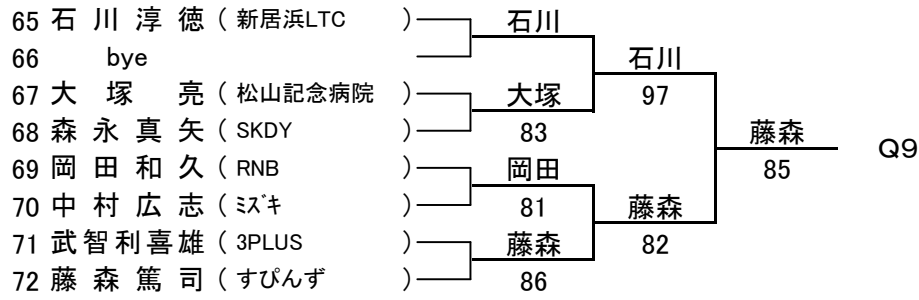 65 石川淳徳 (新居浜LTC) 石川
66 bye 石川
67 大塚亮 (松山記念病院) 大塚 97
68 森永真矢 (SKDY) 83 藤森 Q9
69 岡田和久 (RNB) 岡田 85
70 中村広志 (ﾐｽﾞｷ) 81 藤森
71 武智利喜雄 (3PLUS) 藤森 82
72 藤森篤司 (すぴんず) 86